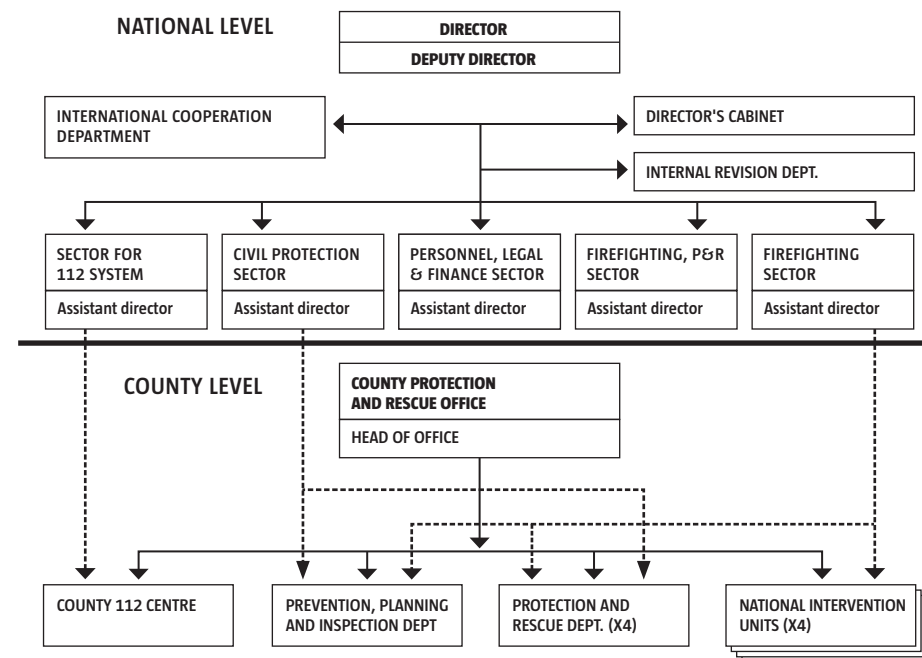 NATIONAL LEVEL
DIRECTOR
DEPUTY DIRECTOR
INTERNATIONAL COOPERATION
DEPARTMENT
DIRECTOR'S CABINET
INTERNAL REVISION DEPT.
SECTOR FOR
112 SYSTEM
Assistant director
CIVIL PROTECTION
SECTOR
Assistant director
PERSONNEL, LEGAL
& FINANCE SECTOR
Assistant director
FIREFIGHTING, P&R
SECTOR
Assistant director
FIREFIGHTING
SECTOR
Assistant director
COUNTY LEVEL
COUNTY PROTECTION
AND RESCUE OFFICE
HEAD OF OFFICE
COUNTY 112 CENTRE
PREVENTION, PLANNING
AND INSPECTION DEPT
PROTECTION AND
RESCUE DEPT. (X4)
NATIONAL INTERVENTION
UNITS (X4)